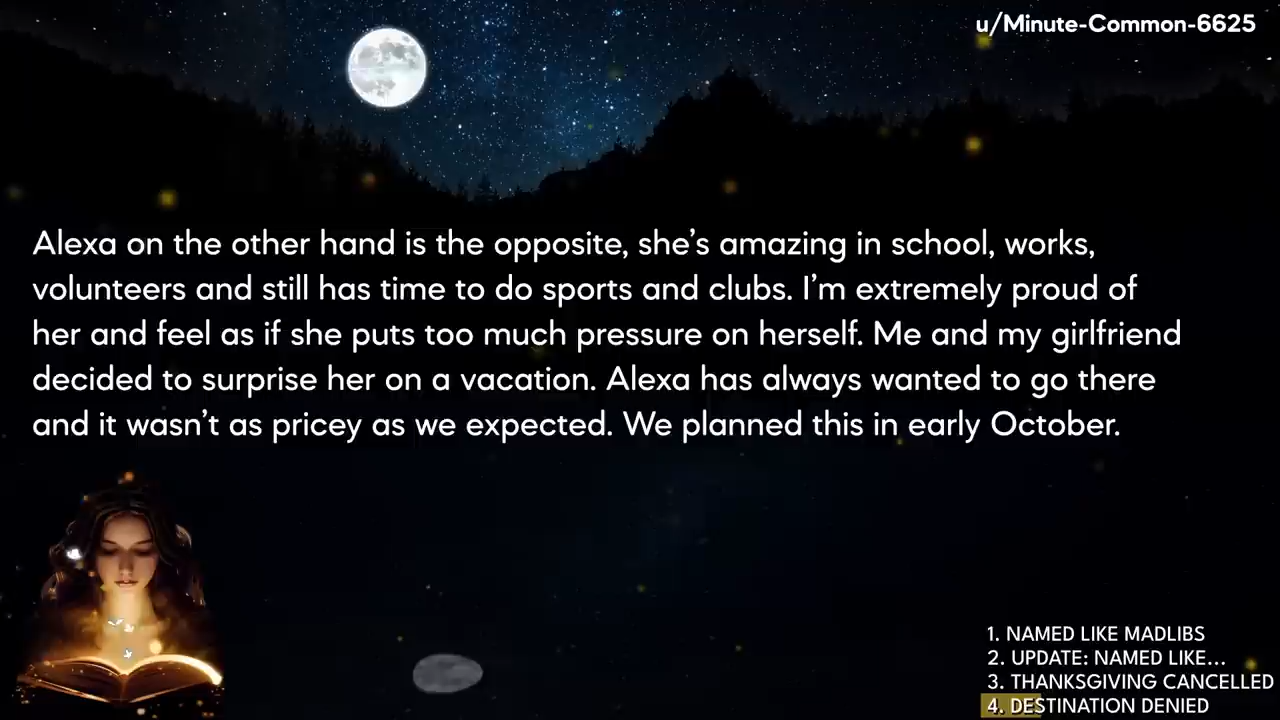 u/Minute-Common-6625
Alexa on the other hand is the opposite, she’s amazing in school, works,
volunteers and still has time to do sports and clubs. I’m extremely proud of
her and feel as if she puts too much pressure on herself. Me and my girlfriend
decided to surprise her on a vacation. Alexa has always wanted to go there
and it wasn’t as pricey as we expected. We planned this in early October.
1. NAMED LIKE MADLIBS
2. UPDATE: NAMED LIKE...
3. THANKSGIVING CANCELLED
4. DESTINATION DENIED